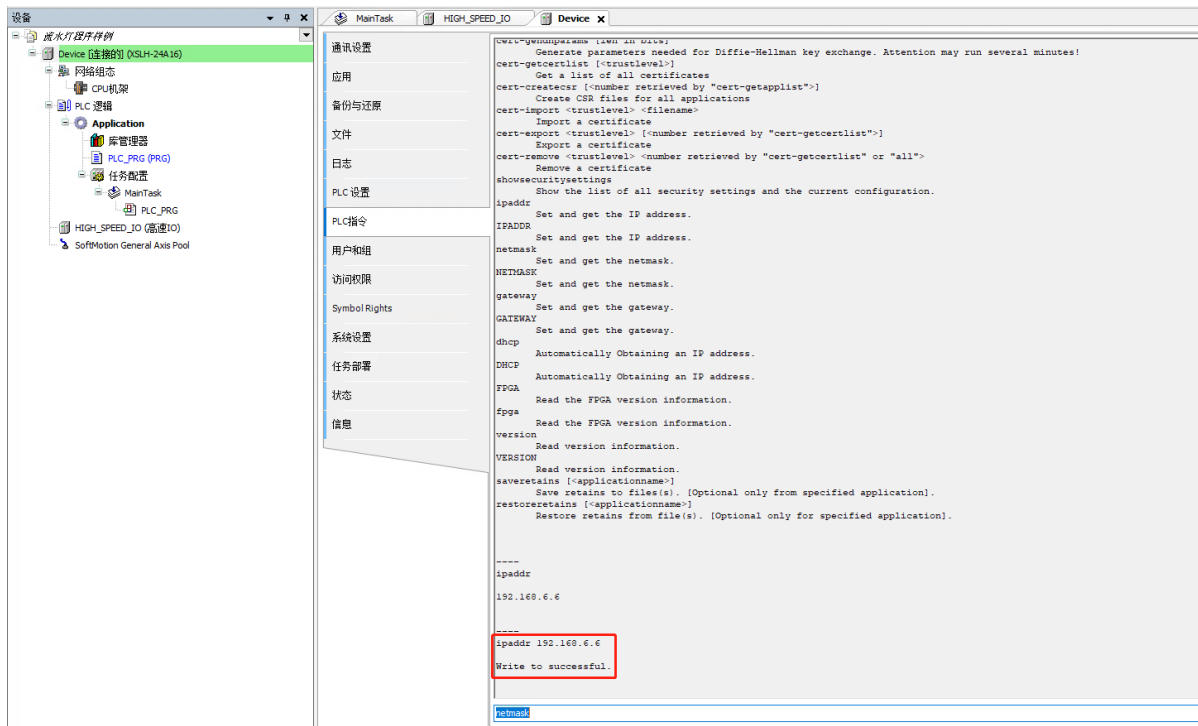 设备
流水灯程序样例
Device [连接的] (XSLH-24A16)
网络组态
CPU机架
PLC 逻辑
Application
库管理器
PLC_PRG (PRG)
任务配置
MainTask
PLC_PRG
HIGH_SPEED_IO (高速IO)
SoftMotion General Axis Pool
MainTask
HIGH_SPEED_IO
Device
通讯设置
应用
备份与还原
文件
日志
PLC 设置
PLC指令
用户和组
访问权限
Symbol Rights
系统设置
任务部署
状态
信息
cert-gendhparams [len in bits]
Generate parameters needed for Diffie-Hellman key exchange. Attention may run several minutes!
cert-getcertlist [<trustlevel>]
Get a list of all certificates
cert-createcsr [<number retrieved by "cert-getapplist">]
Create CSR files for all applications
cert-import <trustlevel> <filename>
Import a certificate
cert-export <trustlevel> [<number retrieved by "cert-getcertlist">]
Export a certificate
cert-remove <trustlevel> <number retrieved by "cert-getcertlist" or "all">
Remove a certificate
showsecuritysettings
Show the list of all security settings and the current configuration.
ipaddr
Set and get the IP address.
IPADDR
Set and get the IP address.
netmask
Set and get the netmask.
NETMASK
Set and get the netmask.
gateway
Set and get the gateway.
GATEWAY
Set and get the gateway.
dhcp
Automatically Obtaining an IP address.
DHCP
Automatically Obtaining an IP address.
FPGA
Read the FPGA version information.
fpga
Read the FPGA version information.
version
Read version information.
VERSION
Read version information.
saveretains [<applicationname>]
Save retains to files(s). [Optional only from specified application].
restoreretains [<applicationname>]
Restore retains from file(s). [Optional only for specified application].
----
ipaddr
192.168.6.6
----
ipaddr 192.168.6.6
Write to successful.
netmask